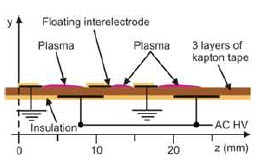 y
Floating interelectrode
Plasma
Plasma
3 layers of
kapton tape
Insulation
AC HV
0
10
20
z (mm)